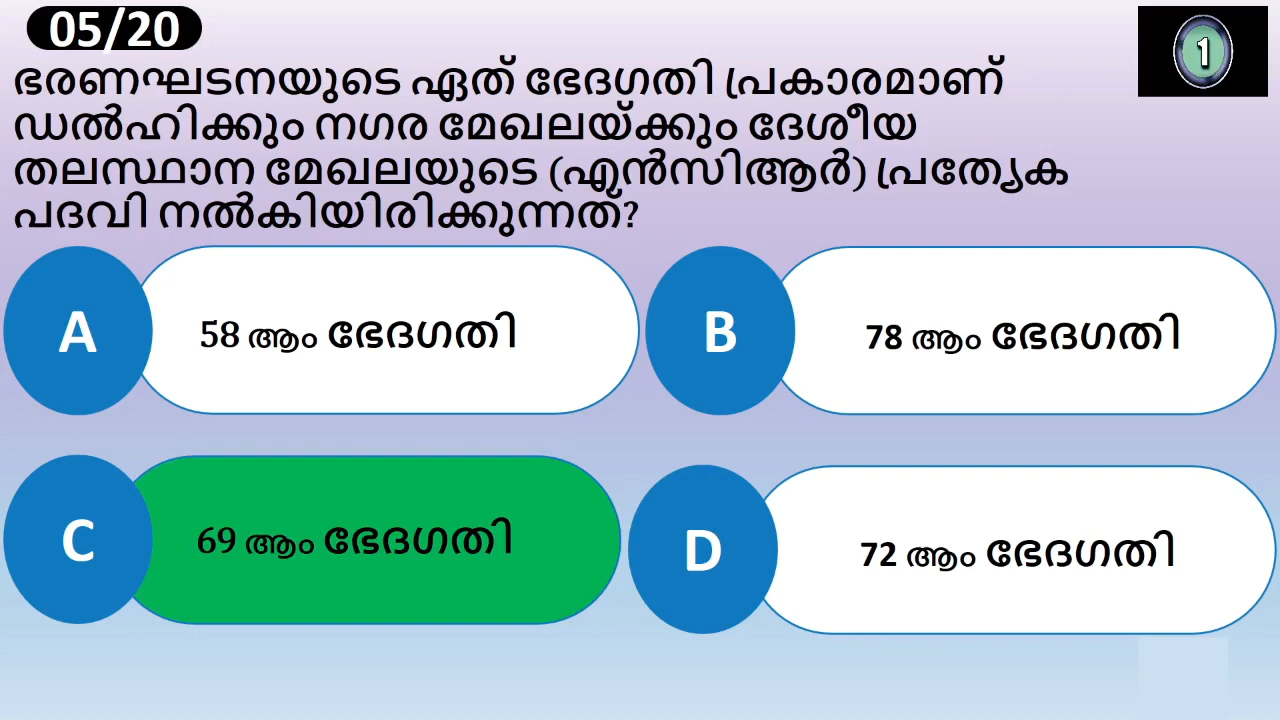 05/20
1
ഭരണഘടനയുടെ ഏത് ഭേദഗതി പ്രകാരമാണ്
ഡൽഹിക്കും നഗര മേഖലയ്ക്കും ദേശീയ
തലസ്ഥാന മേഖലയുടെ (എൻസിആർ) പ്രത്യേക
പദവി നൽകിയിരിക്കുന്നത്?
A 58 ആം ഭേദഗതി
B 78 ആം ഭേദഗതി
C 69 ആം ഭേദഗതി
D 72 ആം ഭേദഗതി